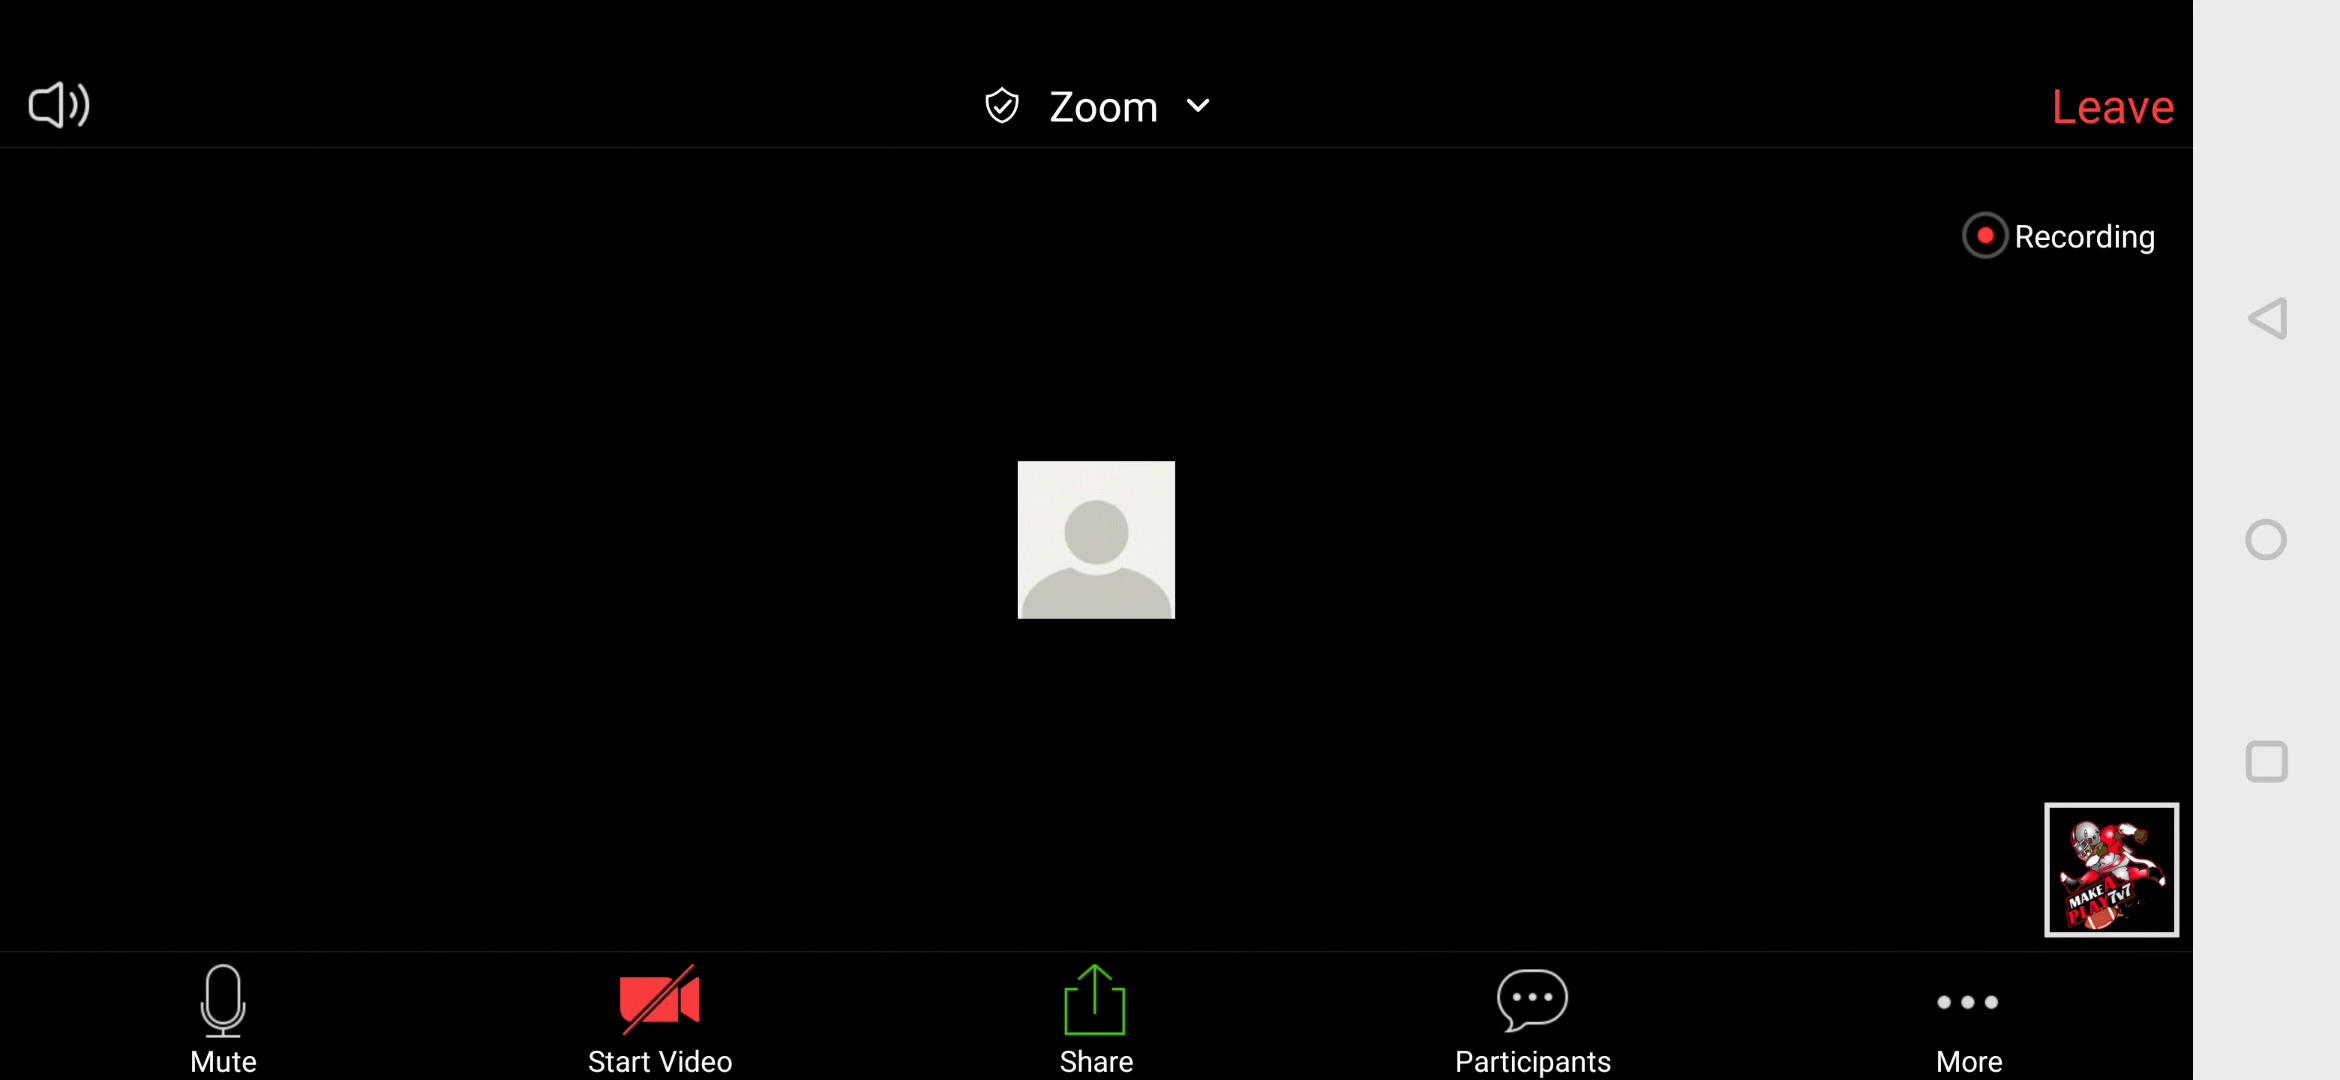 Zoom
Leave
Recording
MAKE A
PLAY 7v7
Mute
Start Video
Share
Participants
More